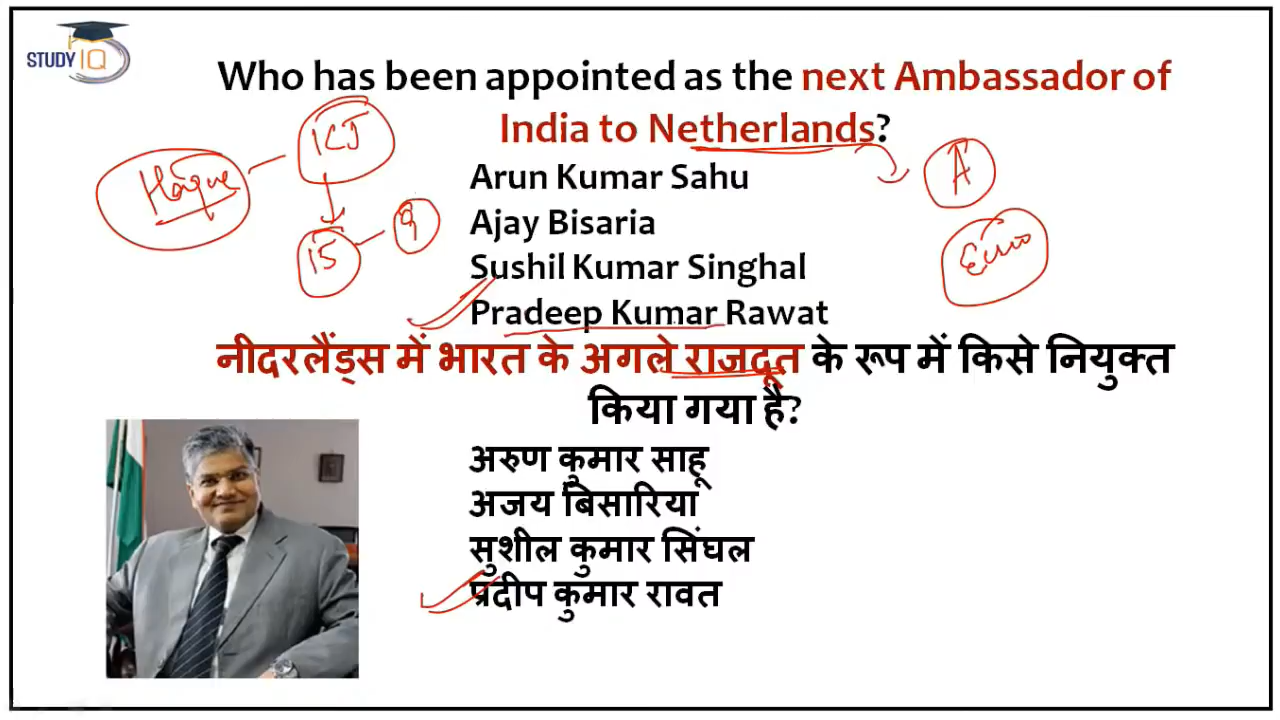 STUDY IQ
Who has been appointed as the next Ambassador of
India to Netherlands?
ICJ
Hague
A
15
9
Euro
Arun Kumar Sahu
Ajay Bisaria
Sushil Kumar Singhal
Pradeep Kumar Rawat
नीदरलैंड्स में भारत के अगले राजदूत के रूप में किसे नियुक्त
किया गया है?
अरुण कुमार साहू
अजय बिसारिया
सुशील कुमार सिंघल
प्रदीप कुमार रावत